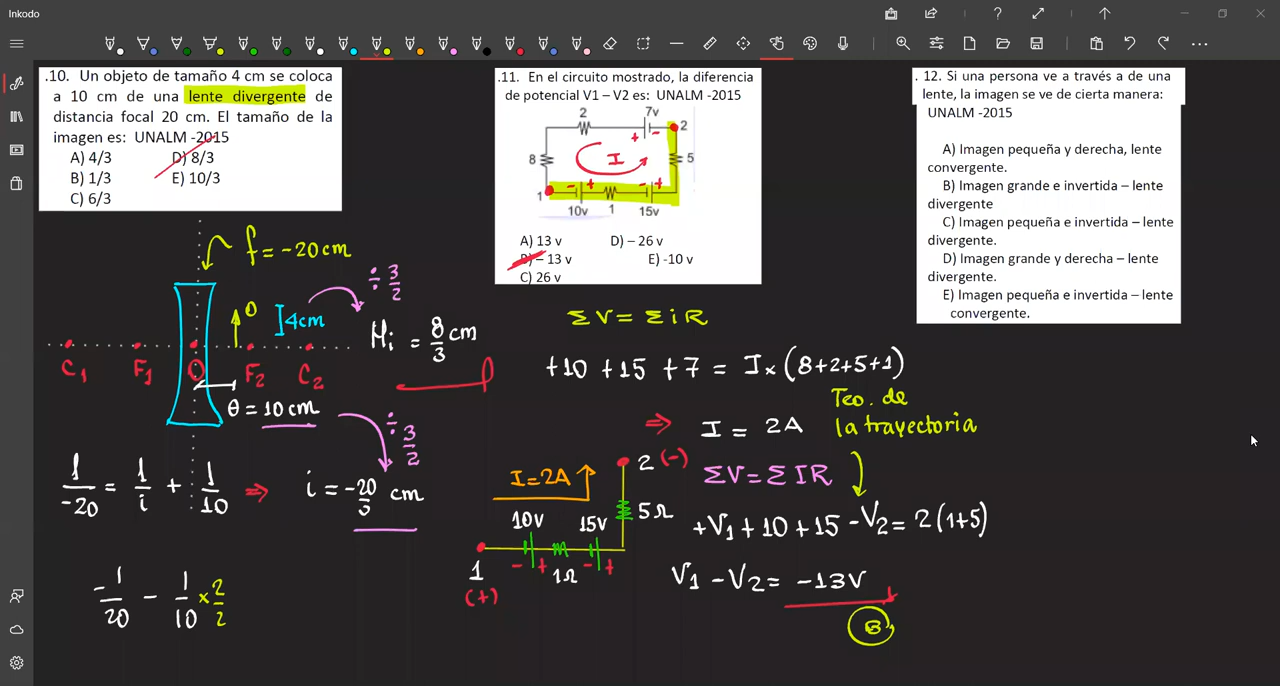 Inkodo
.10. Un objeto de tamaño 4 cm se coloca
a 10 cm de una lente divergente de
distancia focal 20 cm. El tamaño de la
imagen es: UNALM -2015
A) 4/3 D) 8/3
B) 1/3 E) 10/3
C) 6/3
.11. En el circuito mostrado, la diferencia
de potencial V1 – V2 es: UNALM -2015
2 7v
+ - 2
8 I 5
- + - +
1
10v 1 15v
A) 13 v D) – 26 v
B) – 13 v E) -10 v
C) 26 v
12. Si una persona ve a través a de una
lente, la imagen se ve de cierta manera:
UNALM -2015
A) Imagen pequeña y derecha, lente
convergente.
B) Imagen grande e invertida – lente
divergente
C) Imagen pequeña e invertida – lente
divergente.
D) Imagen grande y derecha – lente
divergente.
E) Imagen pequeña e invertida – lente
convergente.
f = -20 cm
÷ 3/2
O
4cm
Hi = 8/3 cm
C1 F1 O F2 C2
θ = 10 cm
÷ 3/2
1/-20 = 1/i + 1/10 ⇒ i = -20/3 cm
-1/20 - 1/10 × 2/2
ΣV = ΣiR
+10 +15 +7 = I×(8+2+5+1)
⇒ I = 2A
Teo. de
la trayectoria
ΣV = ΣIR
+V1 + 10 + 15 - V2 = 2(1+5)
V1 - V2 = -13V
B
I = 2A
2 (-)
5Ω
10V 15V
- + - +
1 1Ω
(+)